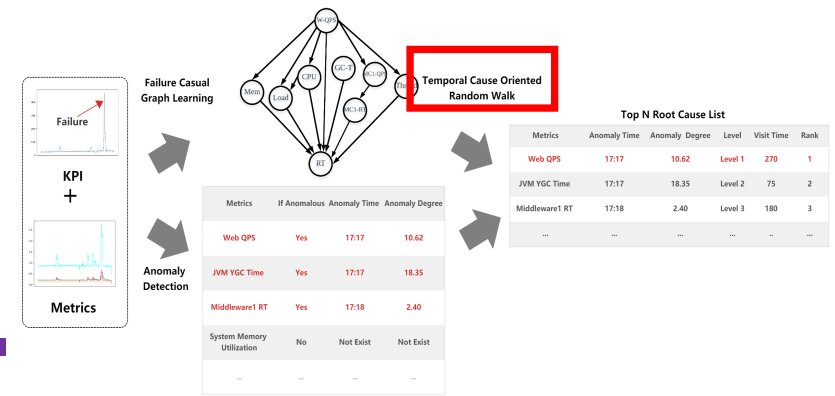 W-QPS
CPU
GC-T
MC1-QPS
Mem
Load
MC1-RT
RT
Failure Casual
Graph Learning
Temporal Cause Oriented
Random Walk
Failure
KPI
+
Metrics
Anomaly
Detection
Metrics If Anomalous Anomaly Time Anomaly Degree
Web QPS Yes 17:17 10.62
JVM YGC Time Yes 17:17 18.35
Middleware1 RT Yes 17:18 2.40
System Memory
Utilization No Not Exist Not Exist
... ... ... ...
Top N Root Cause List
Metrics Anomaly Time Anomaly Degree Level Visit Time Rank
Web QPS 17:17 10.62 Level 1 270 1
JVM YGC Time 17:17 18.35 Level 2 75 2
Middleware1 RT 17:18 2.40 Level 3 180 3
... ... ... ... .. ...